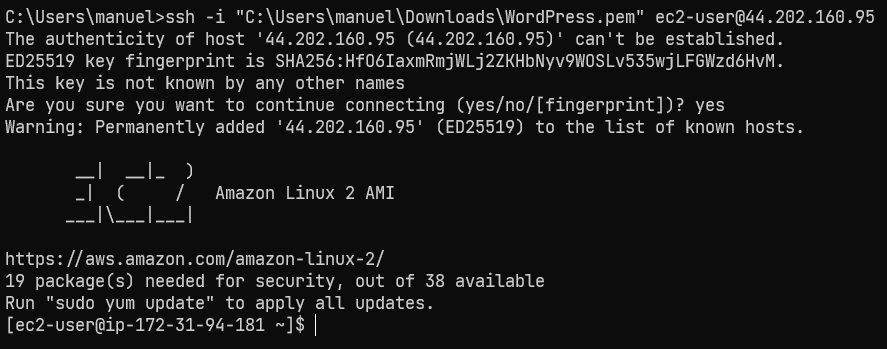 C:\Users\manuel>ssh -i "C:\Users\manuel\Downloads\WordPress.pem" ec2-user@44.202.160.95
The authenticity of host '44.202.160.95 (44.202.160.95)' can't be established.
ED25519 key fingerprint is SHA256:HfO6IaxmRmjWLj2ZKHbNyv9WOSLv535wjLFGWzd6HvM.
This key is not known by any other names
Are you sure you want to continue connecting (yes/no/[fingerprint])? yes
Warning: Permanently added '44.202.160.95' (ED25519) to the list of known hosts.
       __|  __|_  )
       _|  (     /   Amazon Linux 2 AMI
      ___|\___|___|
https://aws.amazon.com/amazon-linux-2/
19 package(s) needed for security, out of 38 available
Run "sudo yum update" to apply all updates.
[ec2-user@ip-172-31-94-181 ~]$